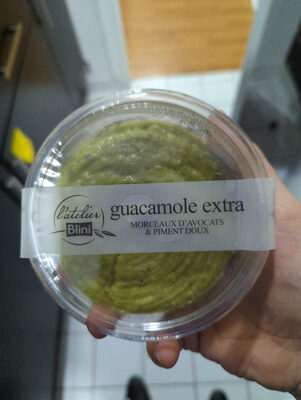 l'atelier
Blini
guacamole extra
MORCEAUX D'AVOCATS
& PIMENT DOUX